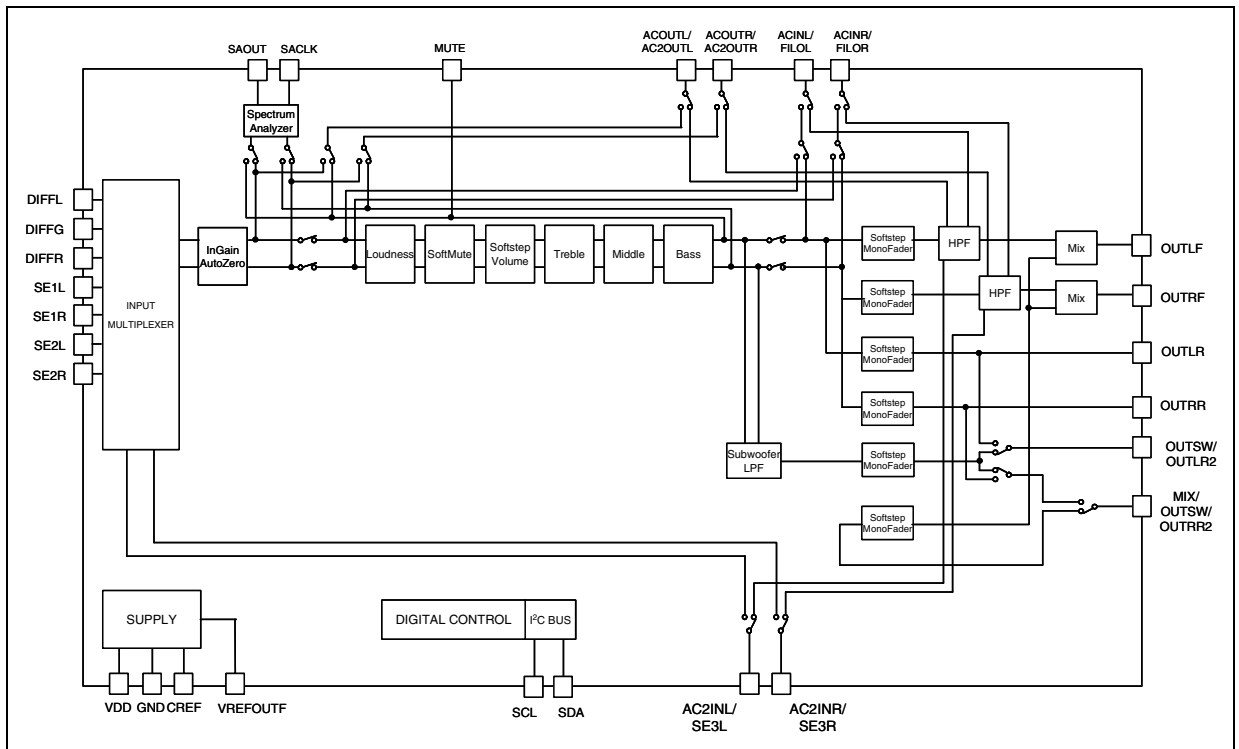 ACOUTL/ ACOUTR/ ACINL/ ACINR/
SAOUT SACLK MUTE AC2OUTL AC2OUTR FILOL FILOR
Spectrum
Analyzer
DIFFL
DIFFG
DIFFR
SE1L
SE1R
SE2L
SE2R
INPUT
MULTIPLEXER
InGain
AutoZero
Loudness
SoftMute
Softstep
Volume
Treble
Middle
Bass
Softstep
MonoFader
HPF
Mix
OUTLF
Softstep
MonoFader
HPF
Mix
OUTRF
Softstep
MonoFader
OUTLR
Softstep
MonoFader
OUTRR
Subwoofer
LPF
Softstep
MonoFader
OUTSW/
OUTLR2
Softstep
MonoFader
MIX/
OUTSW/
OUTRR2
SUPPLY
DIGITAL CONTROL
I²C BUS
VDD GND CREF VREFOUTF
SCL SDA
AC2INL/
SE3L
AC2INR/
SE3R